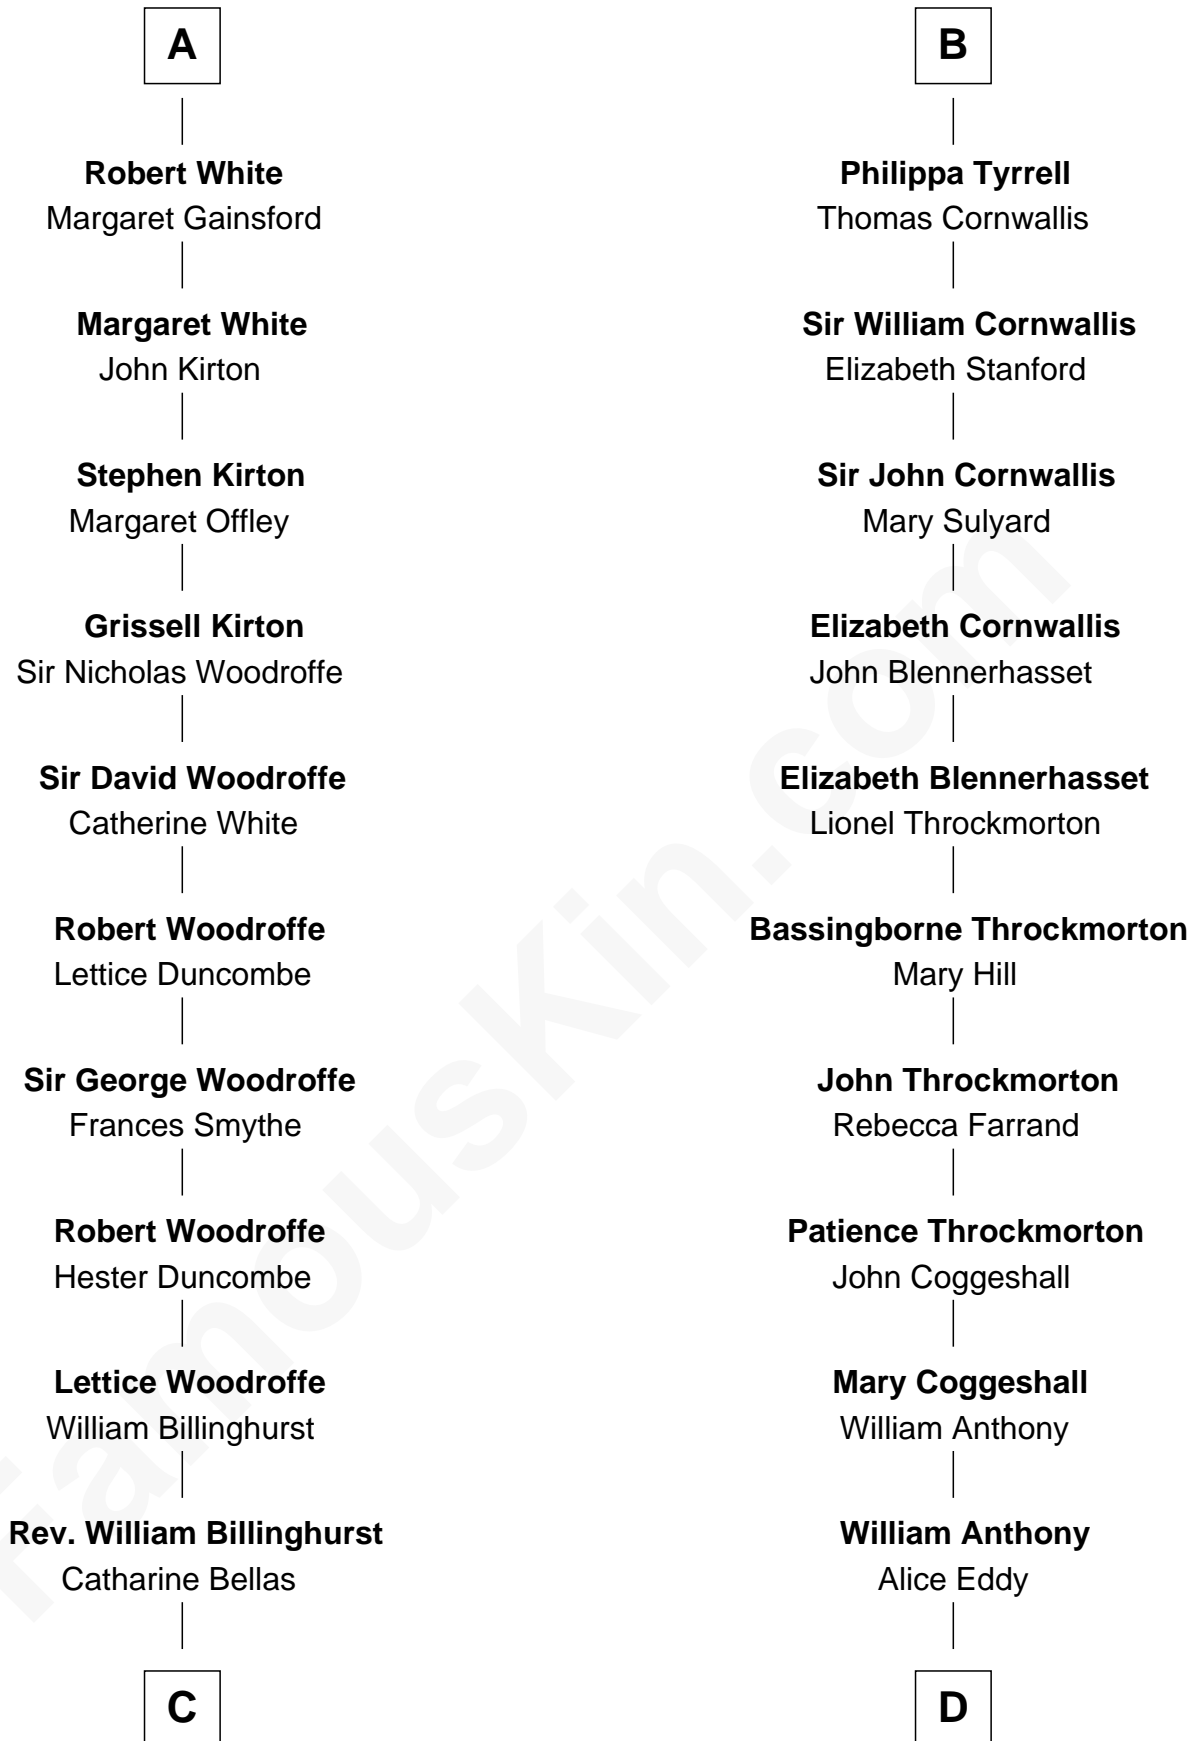 A
Robert White
Margaret Gainsford
Margaret White
John Kirton
Stephen Kirton
Margaret Offley
Grissell Kirton
Sir Nicholas Woodroffe
Sir David Woodroffe
Catherine White
Robert Woodroffe
Lettice Duncombe
Sir George Woodroffe
Frances Smythe
Robert Woodroffe
Hester Duncombe
Lettice Woodroffe
William Billinghurst
Rev. William Billinghurst
Catharine Bellas
C
B
Philippa Tyrrell
Thomas Cornwallis
Sir William Cornwallis
Elizabeth Stanford
Sir John Cornwallis
Mary Sulyard
Elizabeth Cornwallis
John Blennerhasset
Elizabeth Blennerhasset
Lionel Throckmorton
Bassingborne Throckmorton
Mary Hill
John Throckmorton
Rebecca Farrand
Patience Throckmorton
John Coggeshall
Mary Coggeshall
William Anthony
William Anthony
Alice Eddy
D
FamousKin.com